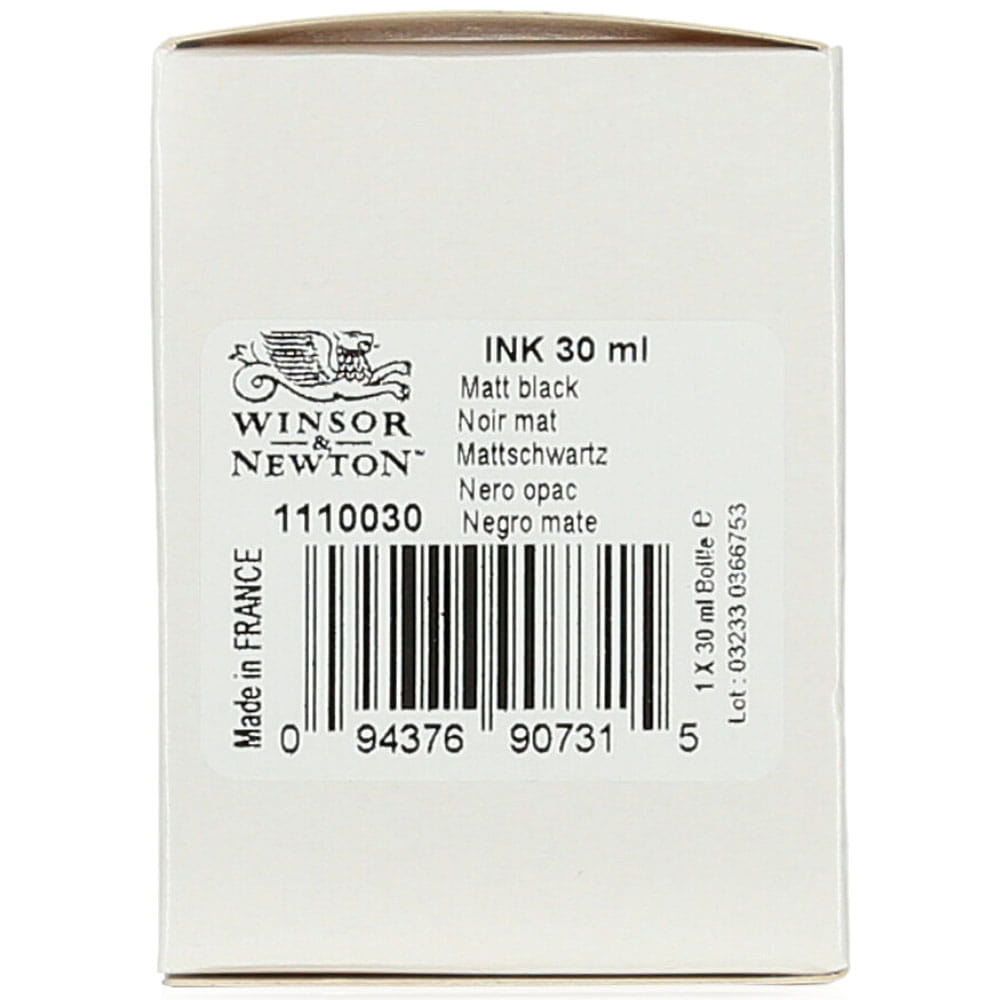 WINSOR
&
NEWTON™
1110030
INK 30 ml
Matt black
Noir mat
Mattschwartz
Nero opac
Negro mate
Made in FRANCE
0 94376 90731 5
1 X 30 ml ℮
Lot : 03233 0366753